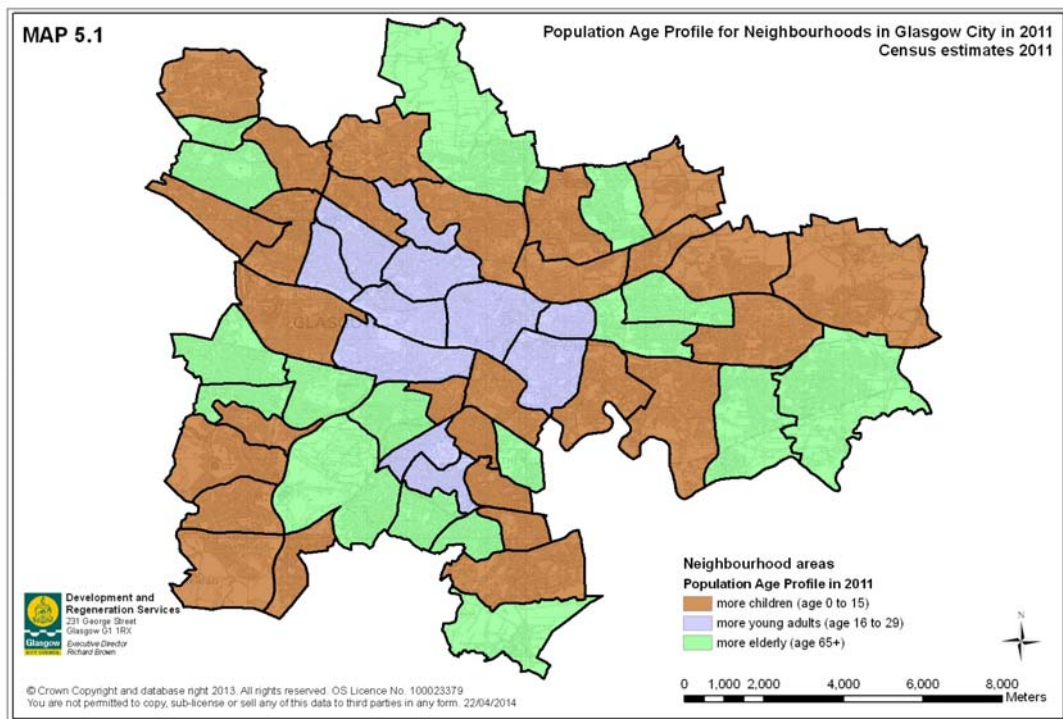 MAP 5.1
Population Age Profile for Neighbourhoods in Glasgow City in 2011
Census estimates 2011
GLASGO
Neighbourhood areas
Population Age Profile in 2011
more children (age 0 to 15)
more young adults (age 16 to 29)
more elderly (age 65+)
N
0 1,000 2,000 4,000 6,000 8,000
Meters
Development and
Regeneration Services
231 George Street
Glasgow G1 1RX
Executive Director
Richard Brown
Glasgow
CITY COUNCIL
© Crown Copyright and database right 2013. All rights reserved. OS Licence No. 100023379
You are not permitted to copy, sub-license or sell any of this data to third parties in any form. 22/04/2014